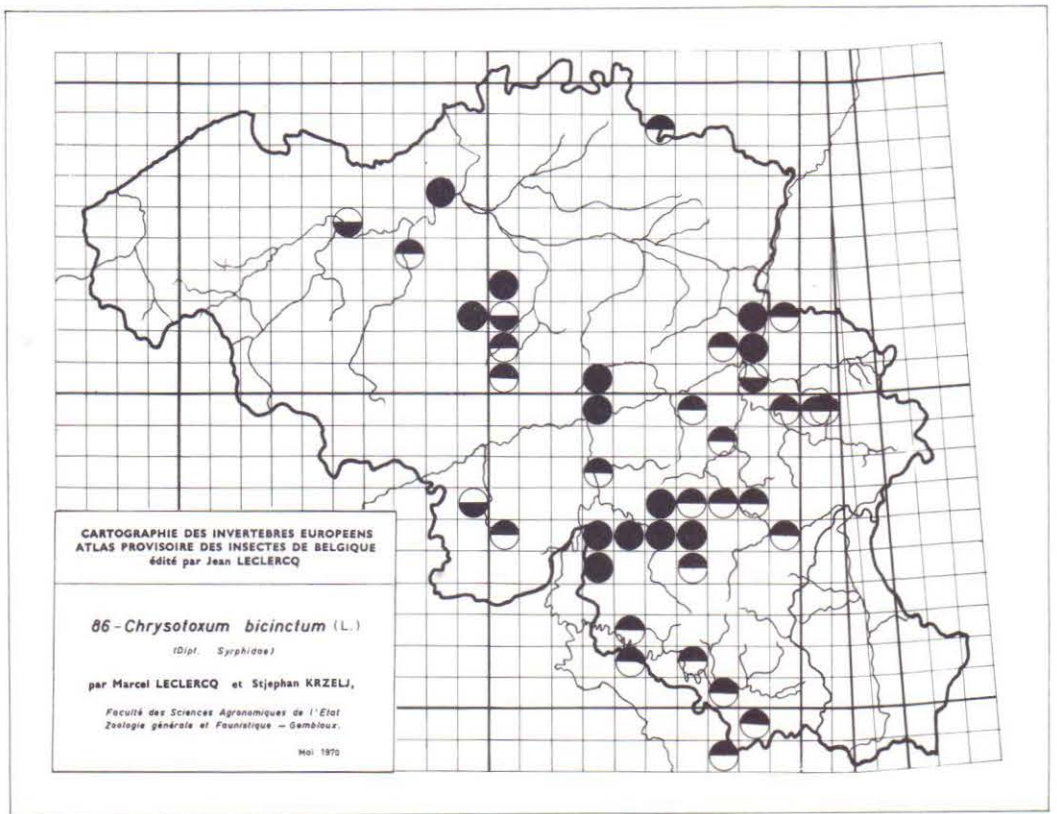 CARTOGRAPHIE DES INVERTEBRES EUROPEENS
ATLAS PROVISOIRE DES INSECTES DE BELGIQUE
édité par Jean LECLERCQ
86 - Chrysotoxum bicinctum (L.)
(Dipt. Syrphidae)
par Marcel LECLERCQ et Stjephan KRZELJ,
Faculté des Sciences Agronomiques de l'Etat
Zoologie générale et Faunistique — Gembloux.
Mai 1970